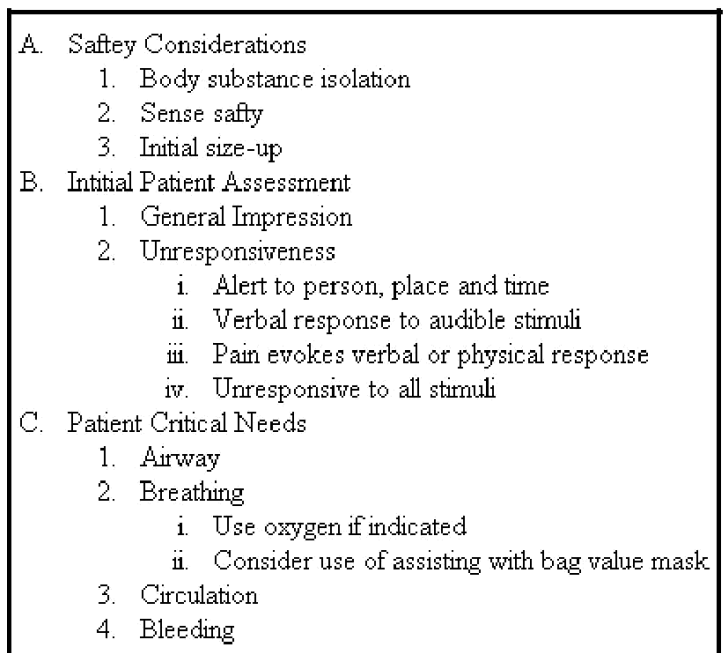 A. Saftey Considerations
1. Body substance isolation
2. Sense safty
3. Initial size-up
B. Intitial Patient Assessment
1. General Impression
2. Unresponsiveness
i. Alert to person, place and time
ii. Verbal response to audible stimuli
iii. Pain evokes verbal or physical response
iv. Unresponsive to all stimuli
C. Patient Critical Needs
1. Airway
2. Breathing
i. Use oxygen if indicated
ii. Consider use of assisting with bag value mask
3. Circulation
4. Bleeding